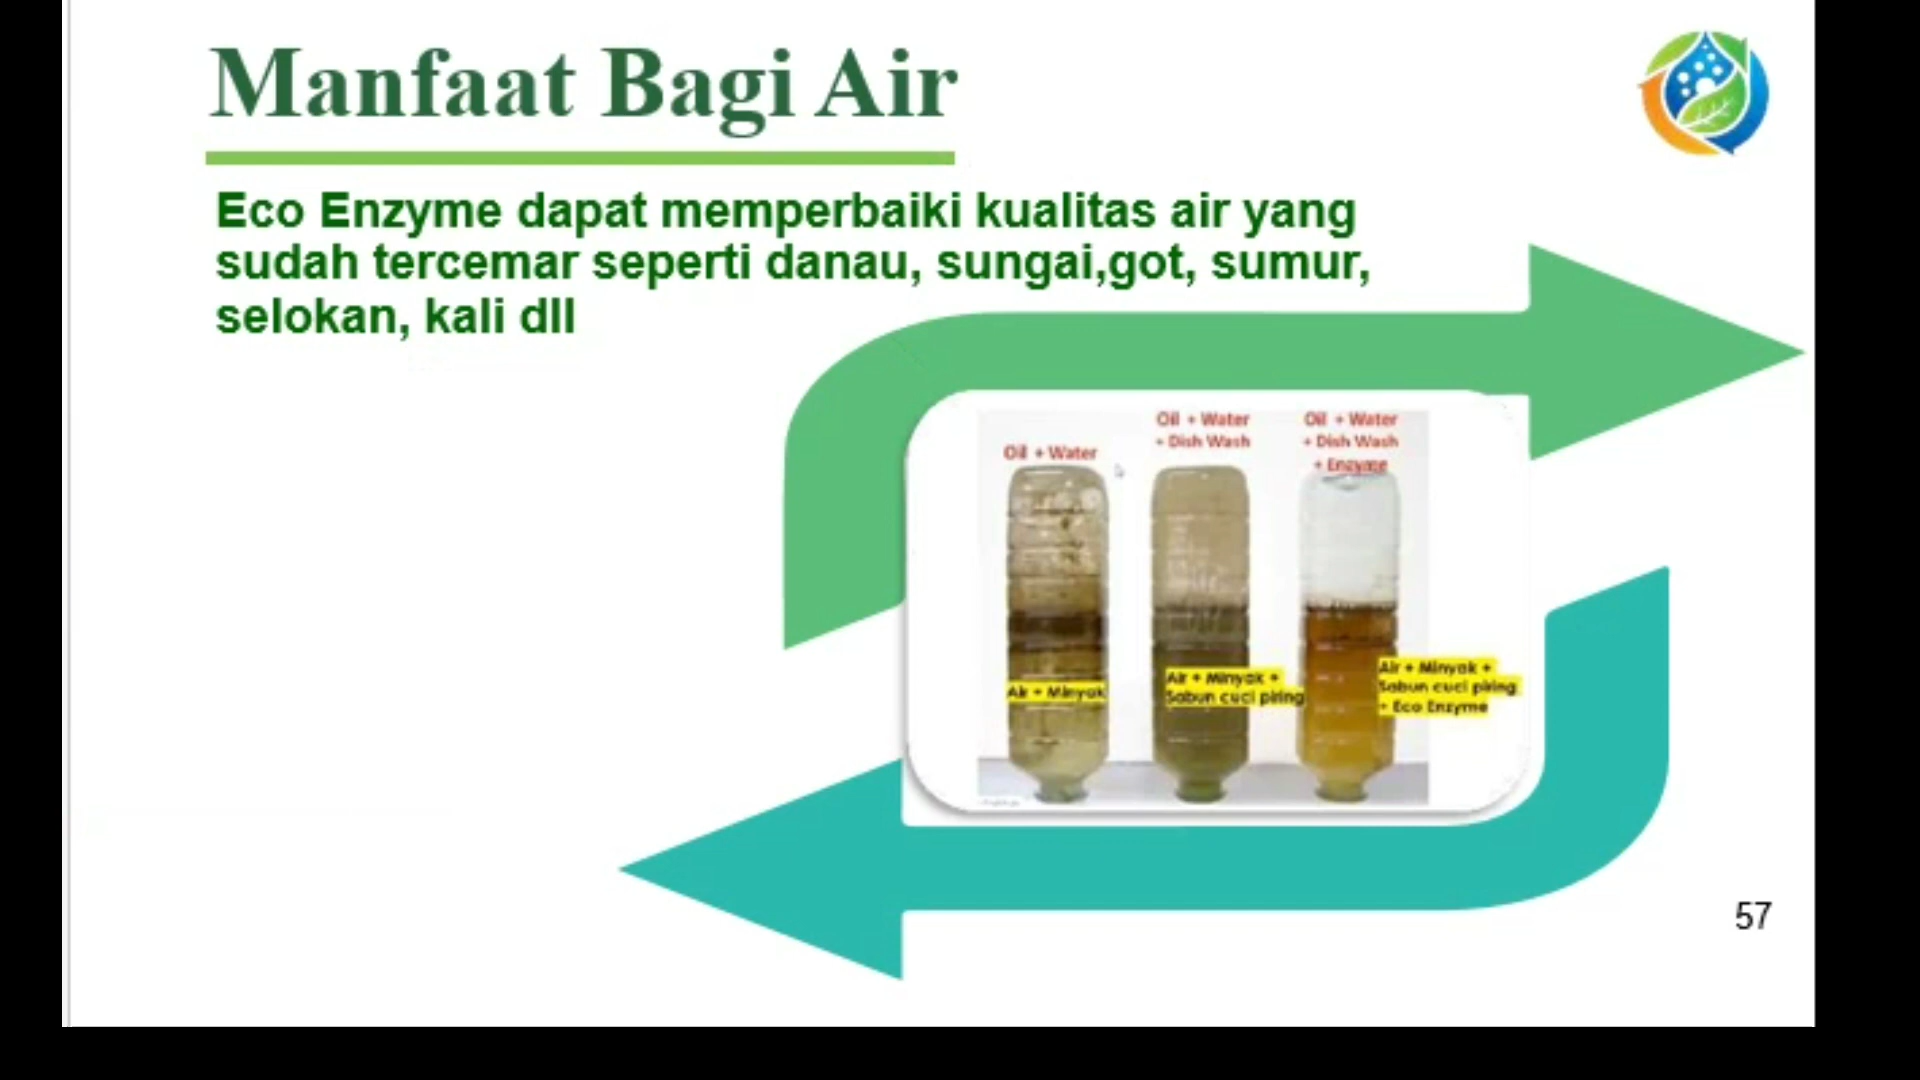 Manfaat Bagi Air
Eco Enzyme dapat memperbaiki kualitas air yang
sudah tercemar seperti danau, sungai,got, sumur,
selokan, kali dll
Oil + Water
Oil + Water
+ Dish Wash
Oil + Water
+ Dish Wash
+ Enzyme
Air + Minyak
Air + Minyak +
Sabun cuci piring
Air + Minyak +
Sabun cuci piring
+ Eco Enzyme
57